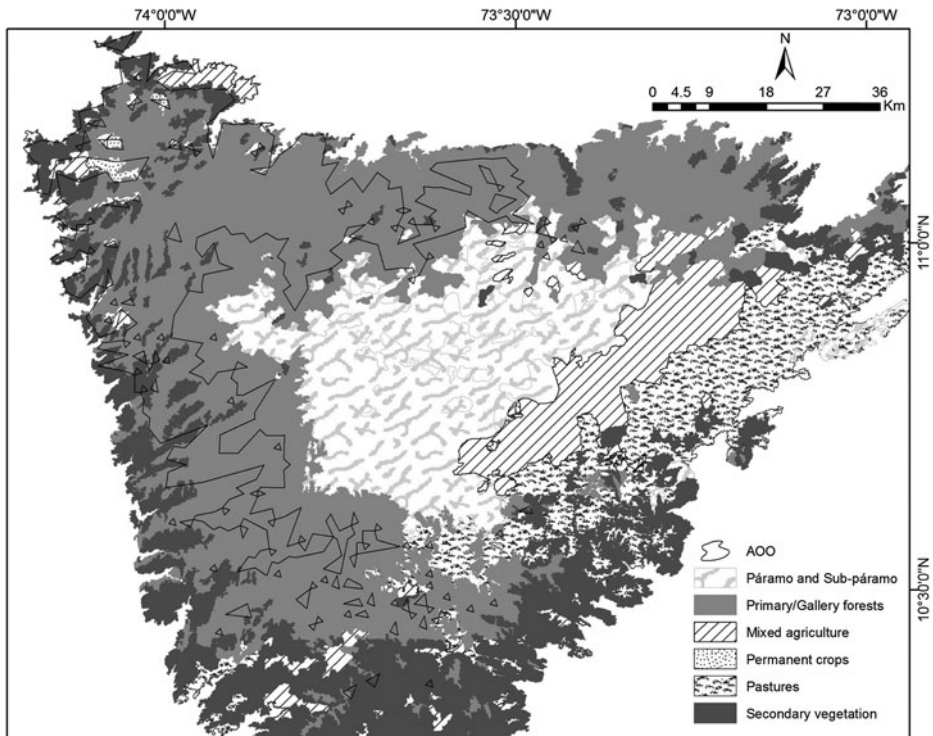 74°0'0"W 73°30'0"W 73°0'0"W
N
0 4.5 9 18 27 36
Km
11°0'0"N
10°30'0"N
AOO
Páramo and Sub-páramo
Primary/Gallery forests
Mixed agriculture
Permanent crops
Pastures
Secondary vegetation